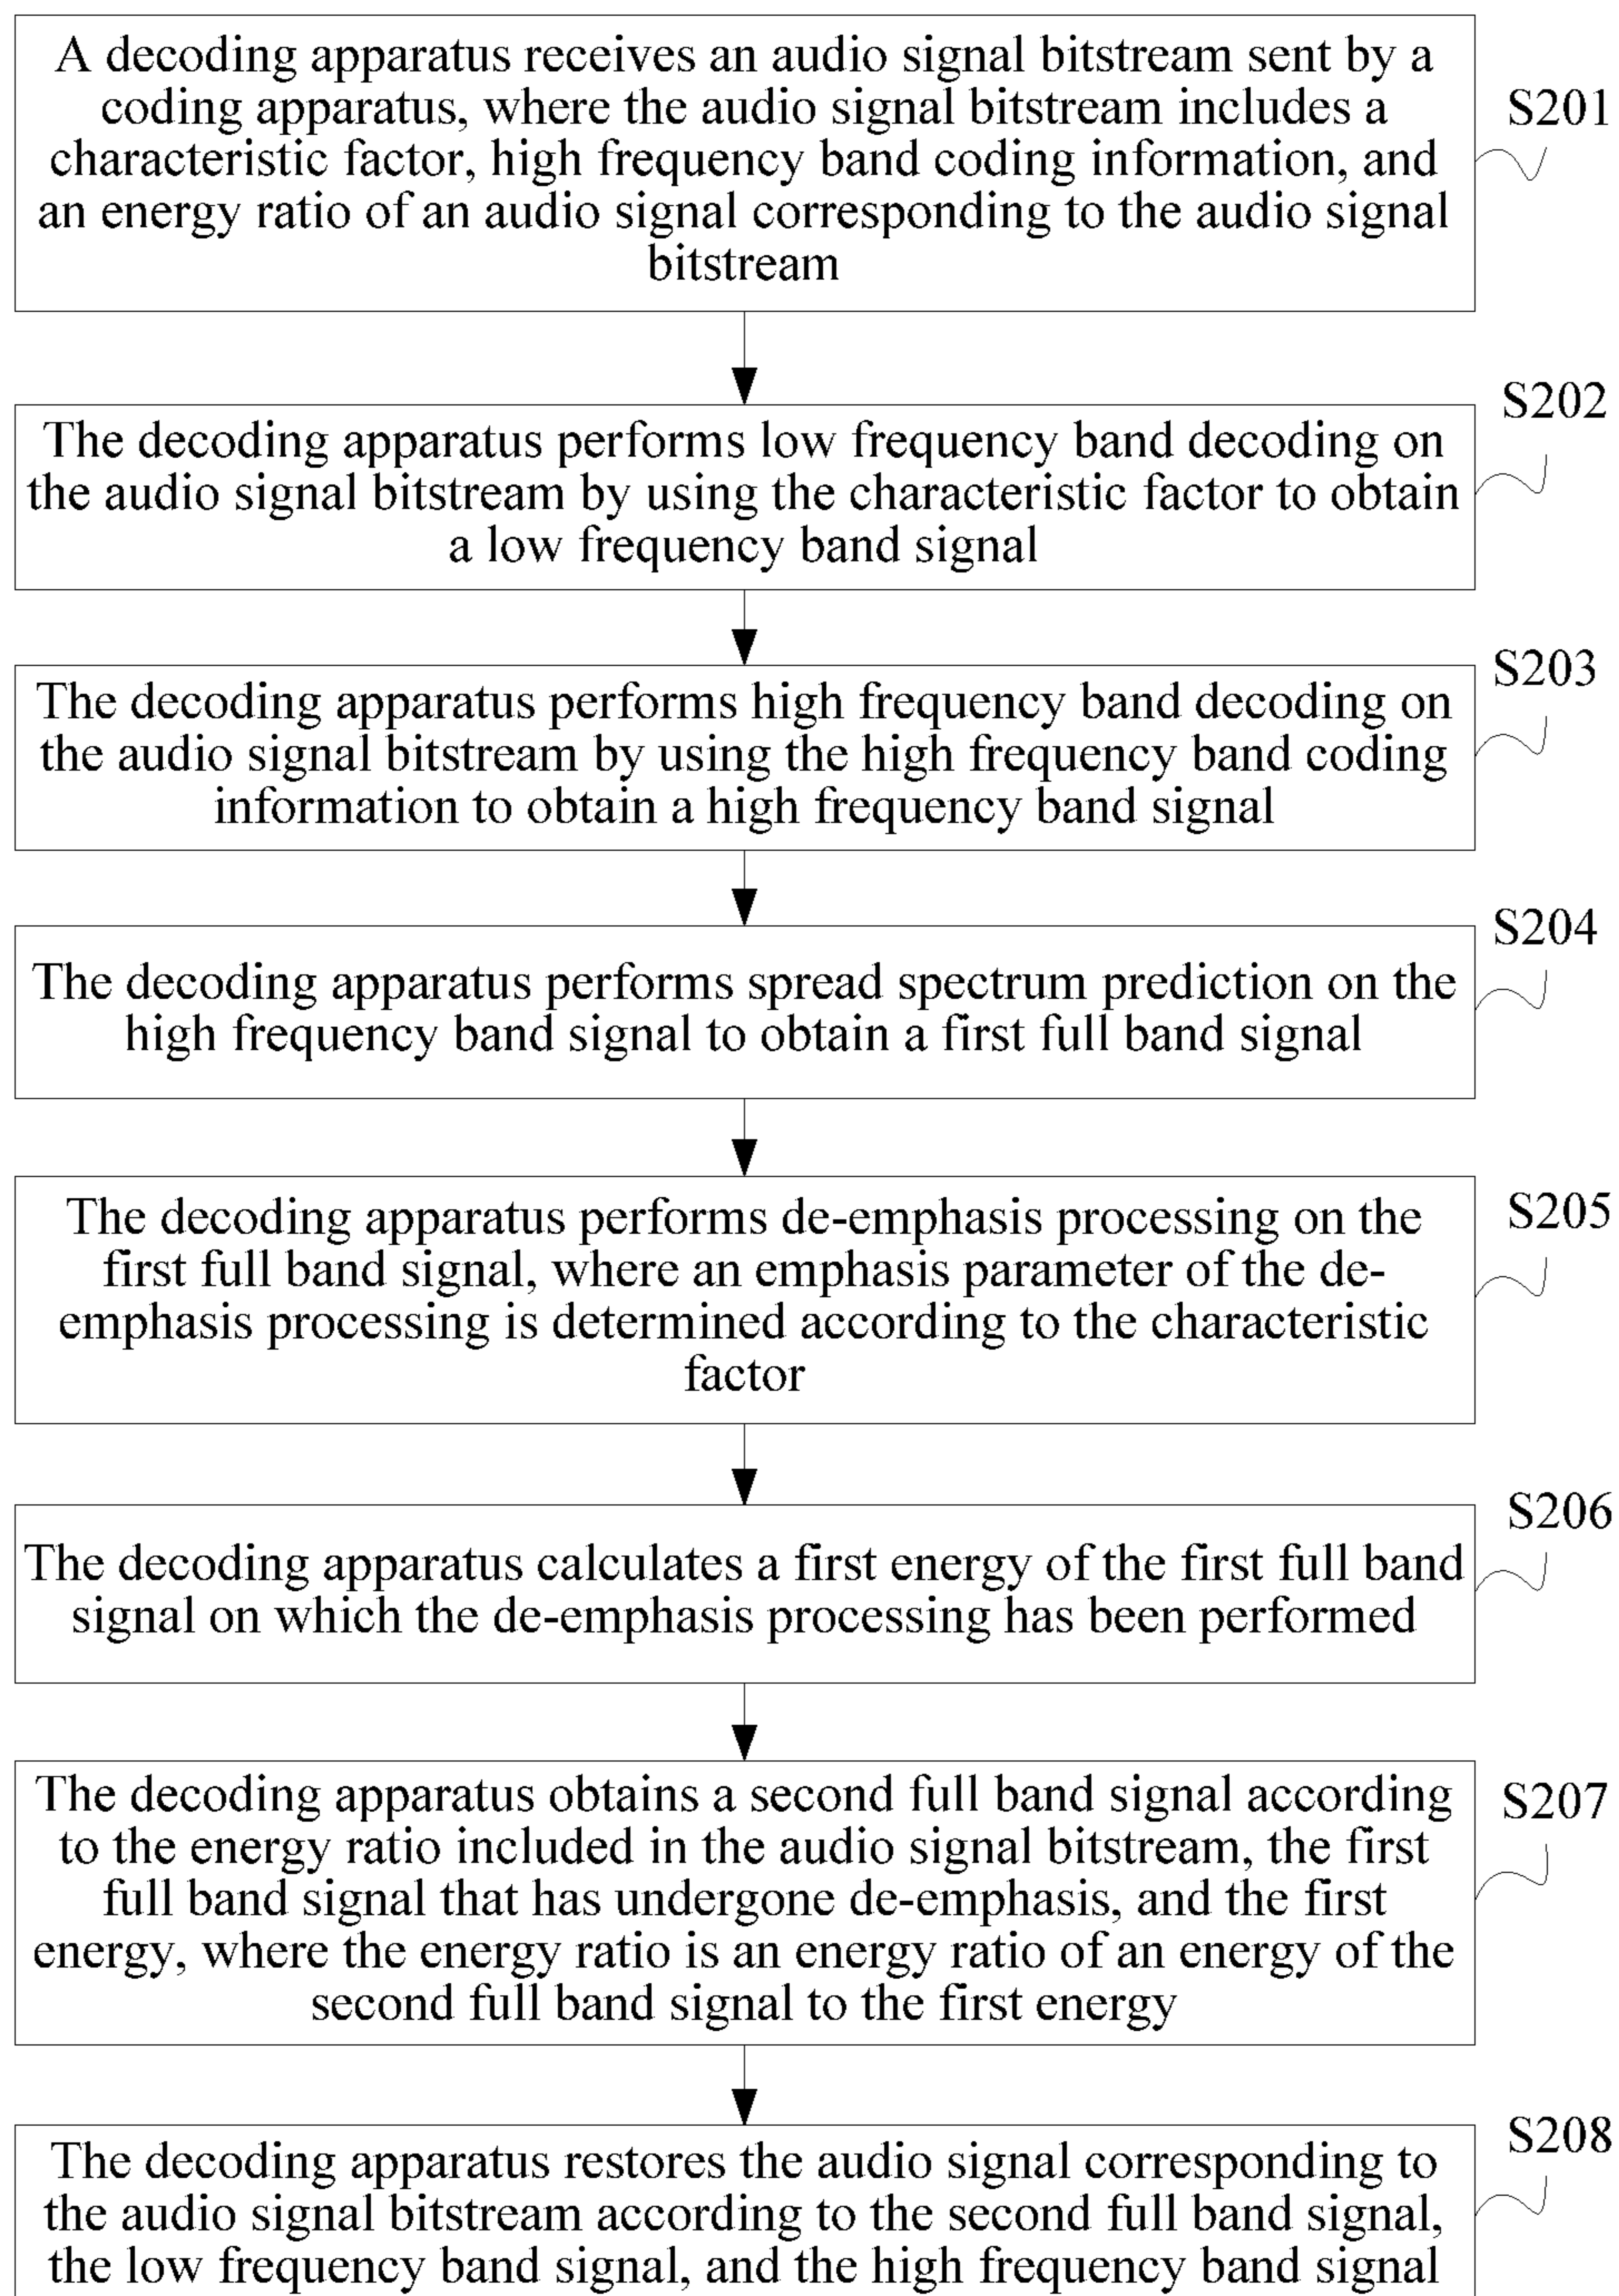 A decoding apparatus receives an audio signal bitstream sent by a
coding apparatus, where the audio signal bitstream includes a
characteristic factor, high frequency band coding information, and
an energy ratio of an audio signal corresponding to the audio signal
bitstream
S201
The decoding apparatus performs low frequency band decoding on
the audio signal bitstream by using the characteristic factor to obtain
a low frequency band signal
S202
The decoding apparatus performs high frequency band decoding on
the audio signal bitstream by using the high frequency band coding
information to obtain a high frequency band signal
S203
The decoding apparatus performs spread spectrum prediction on the
high frequency band signal to obtain a first full band signal
S204
The decoding apparatus performs de-emphasis processing on the
first full band signal, where an emphasis parameter of the de-
emphasis processing is determined according to the characteristic
factor
S205
The decoding apparatus calculates a first energy of the first full band
signal on which the de-emphasis processing has been performed
S206
The decoding apparatus obtains a second full band signal according
to the energy ratio included in the audio signal bitstream, the first
full band signal that has undergone de-emphasis, and the first
energy, where the energy ratio is an energy ratio of an energy of the
second full band signal to the first energy
S207
The decoding apparatus restores the audio signal corresponding to
the audio signal bitstream according to the second full band signal,
the low frequency band signal, and the high frequency band signal
S208